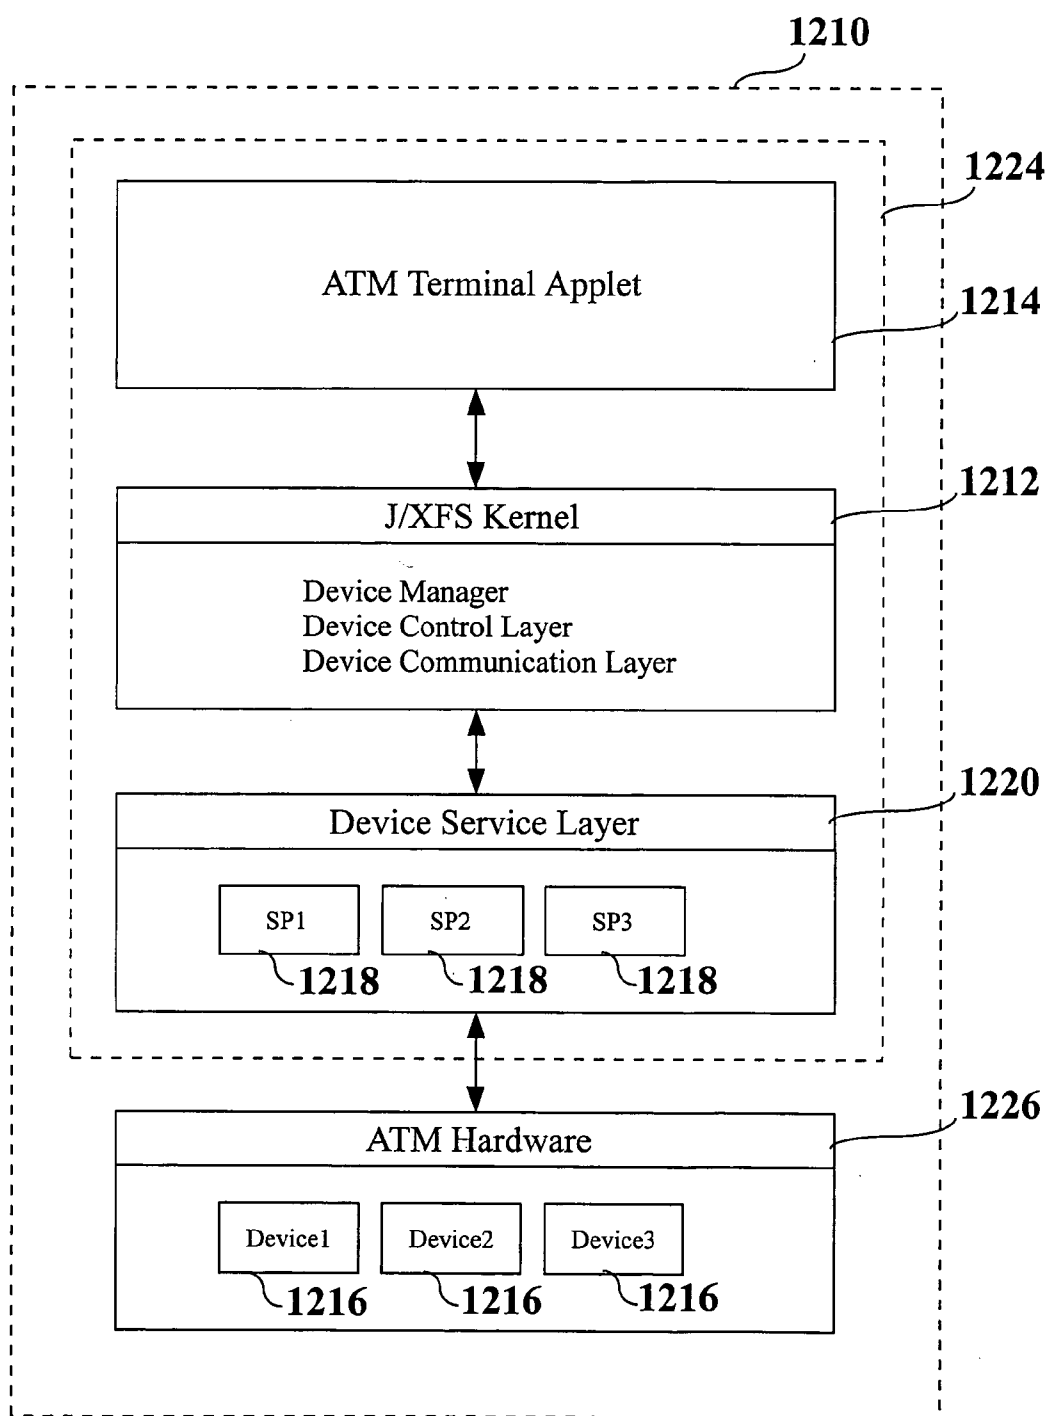 1210
1224
ATM Terminal Applet
1214
1212
J/XFS Kernel
Device Manager
Device Control Layer
Device Communication Layer
1220
Device Service Layer
SP1 SP2 SP3
1218 1218 1218
1226
ATM Hardware
Device1 Device2 Device3
1216 1216 1216